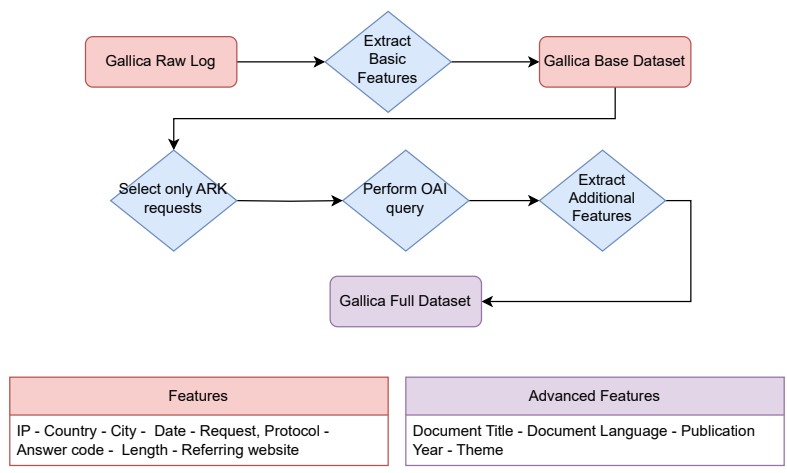 Gallica Raw Log
Extract
Basic
Features
Gallica Base Dataset
Select only ARK
requests
Perform OAI
query
Extract
Additional
Features
Gallica Full Dataset
Features
IP - Country - City -  Date - Request, Protocol -
Answer code -  Length - Referring website
Advanced Features
Document Title - Document Language - Publication
Year - Theme